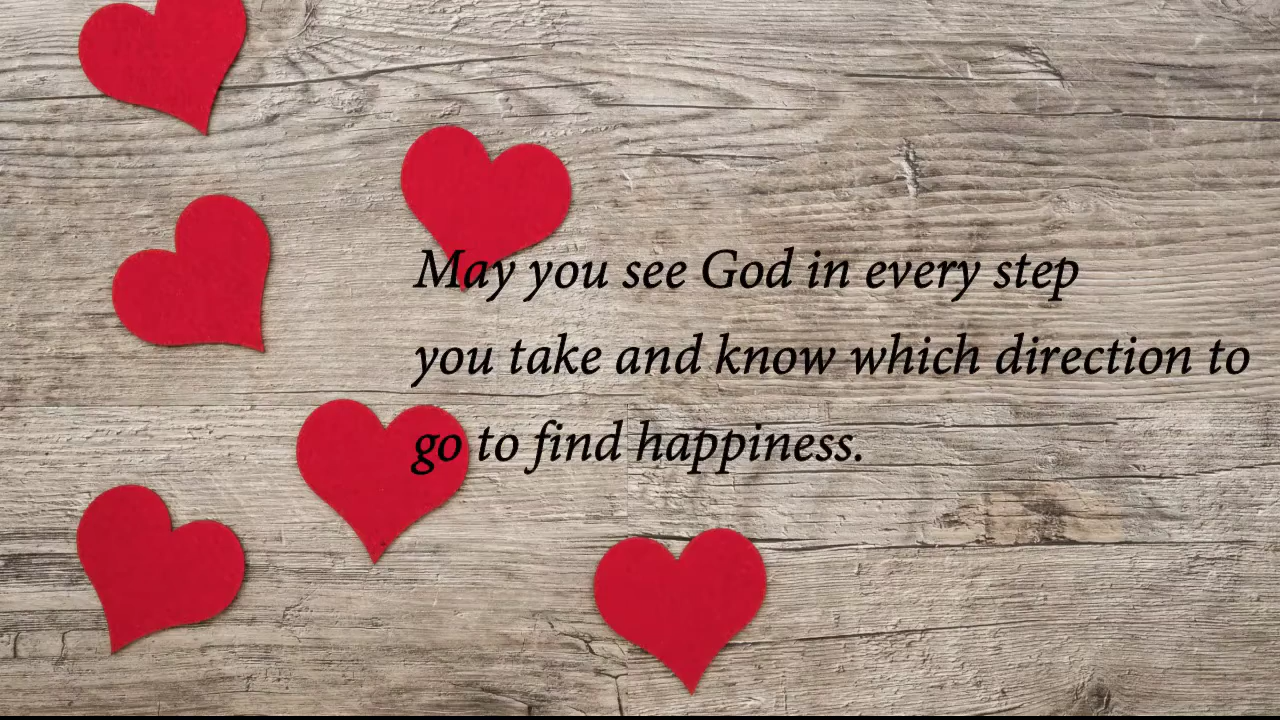 May you see God in every step
you take and know which direction to
go to find happiness.